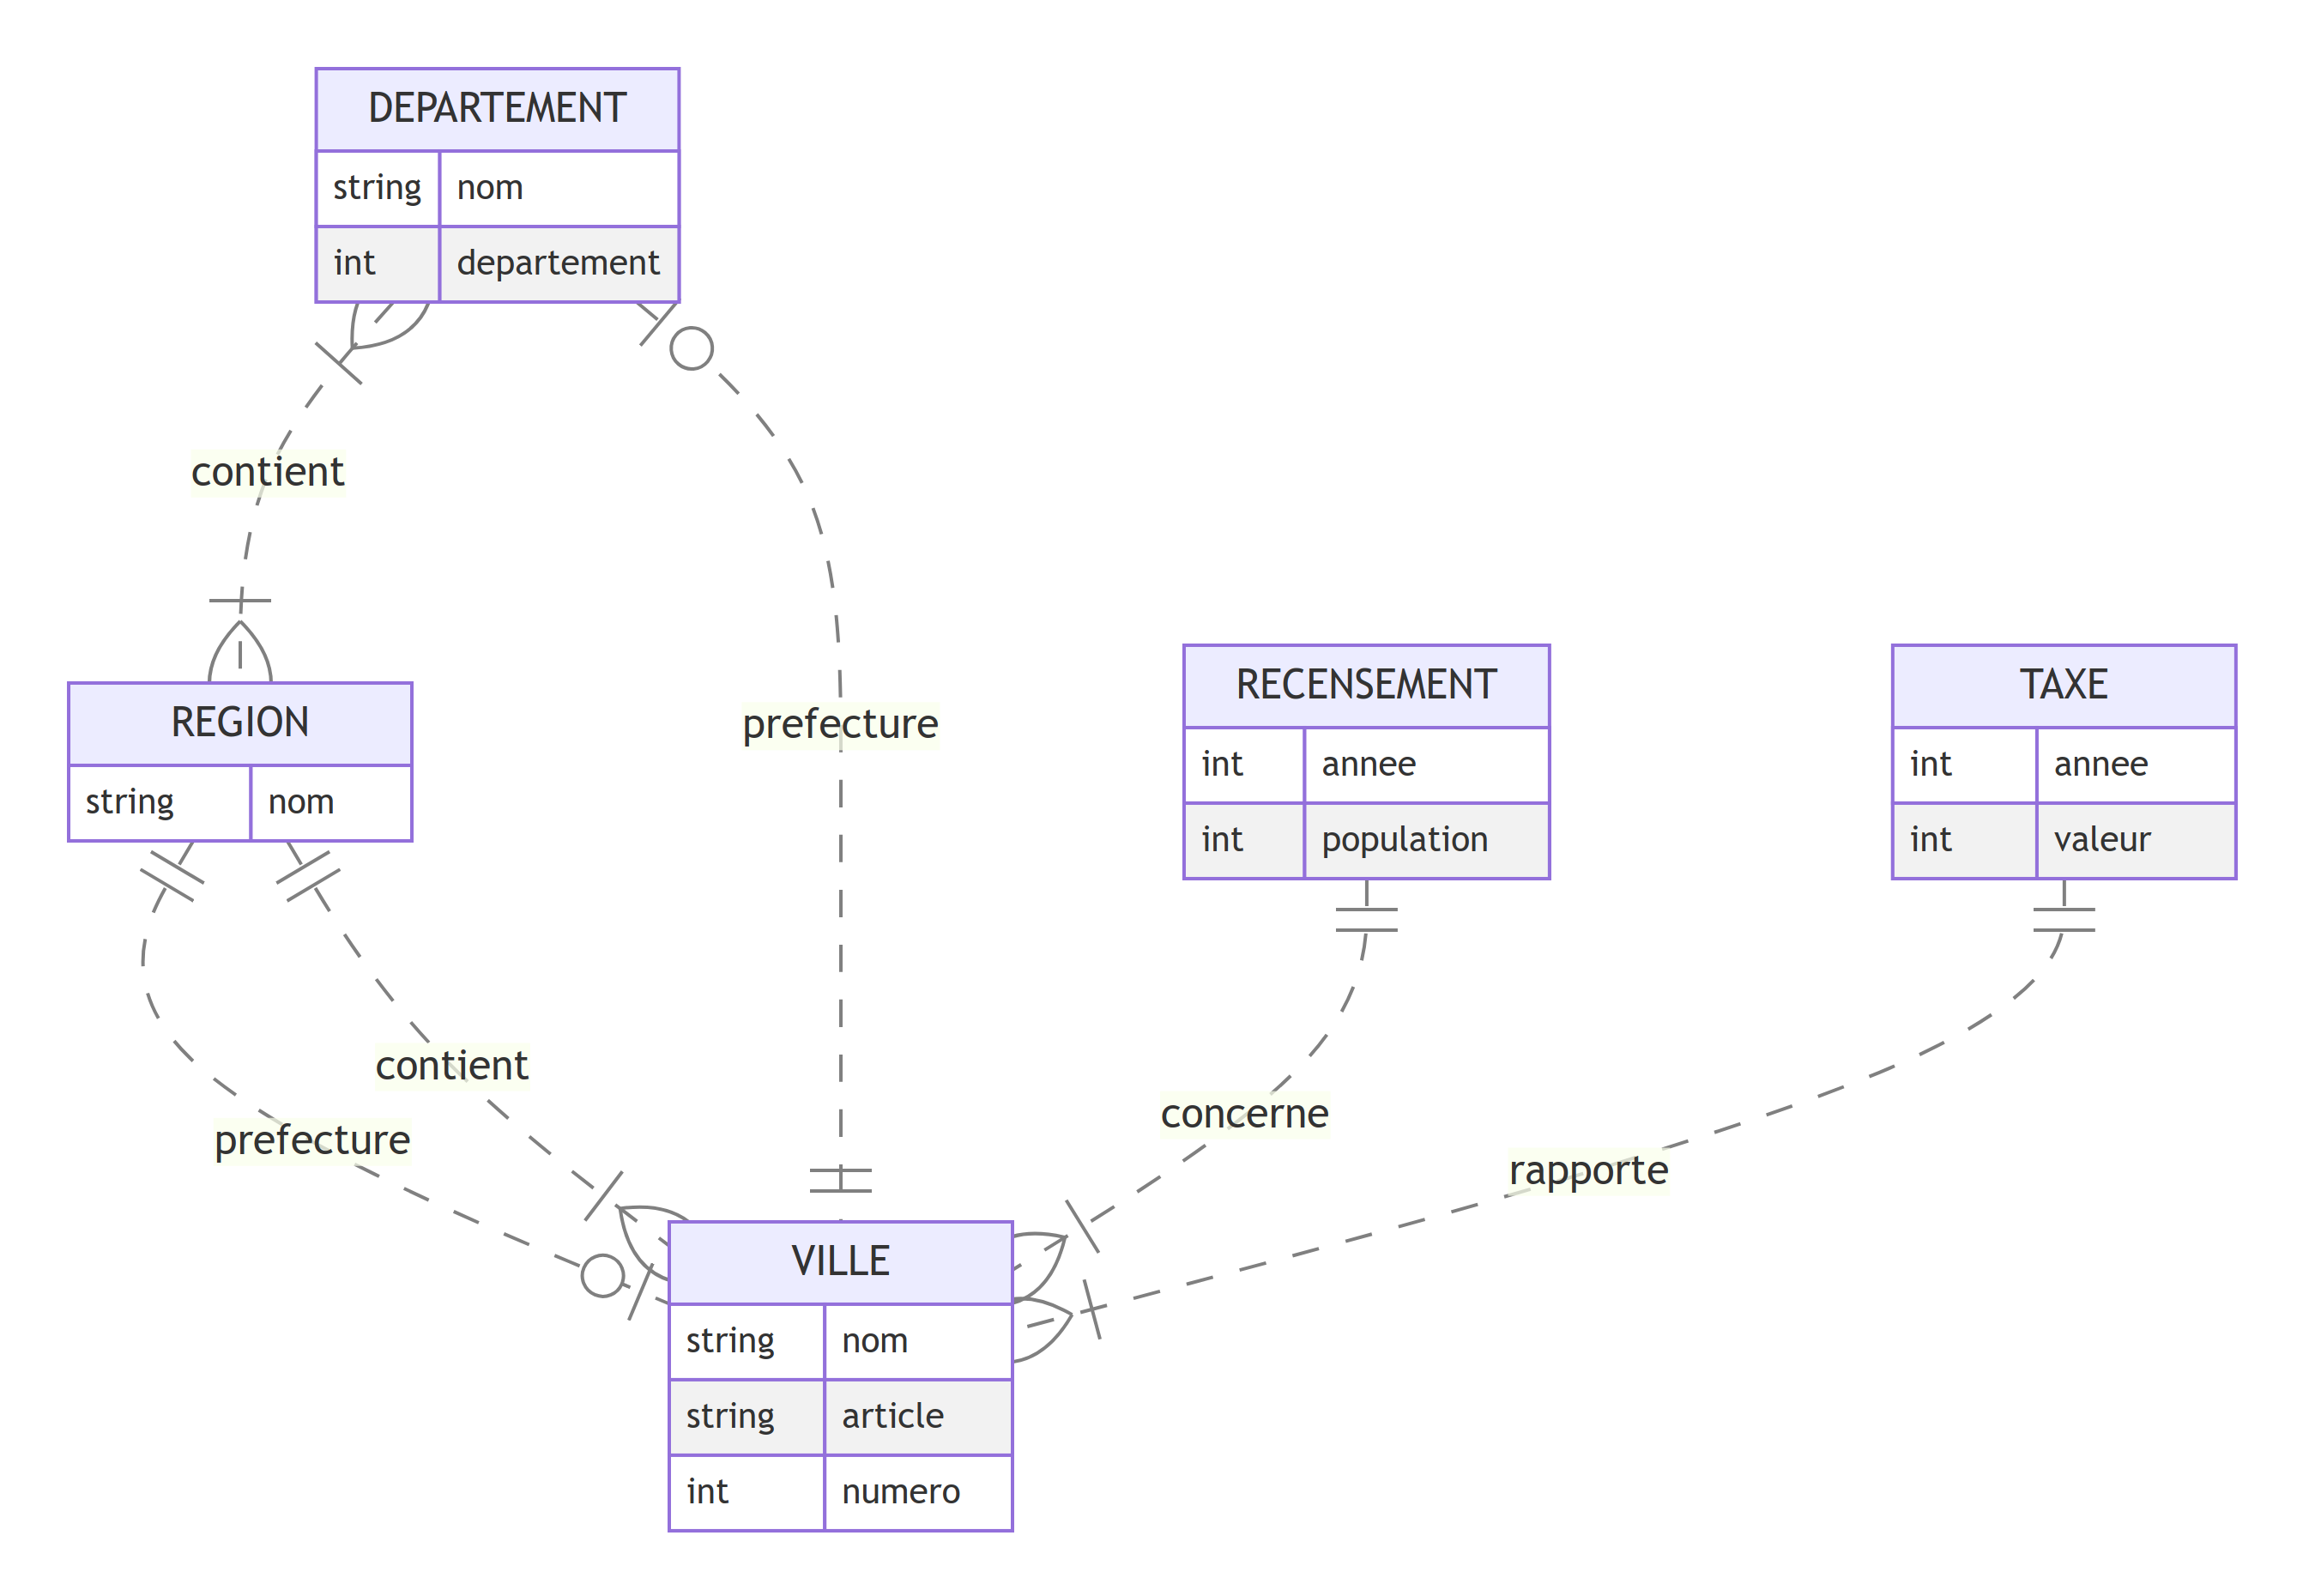 DEPARTEMENT
string nom
int departement
contient
prefecture
REGION
string nom
RECENSEMENT
int annee
int population
TAXE
int annee
int valeur
contient
prefecture
concerne
rapporte
VILLE
string nom
string article
int numero